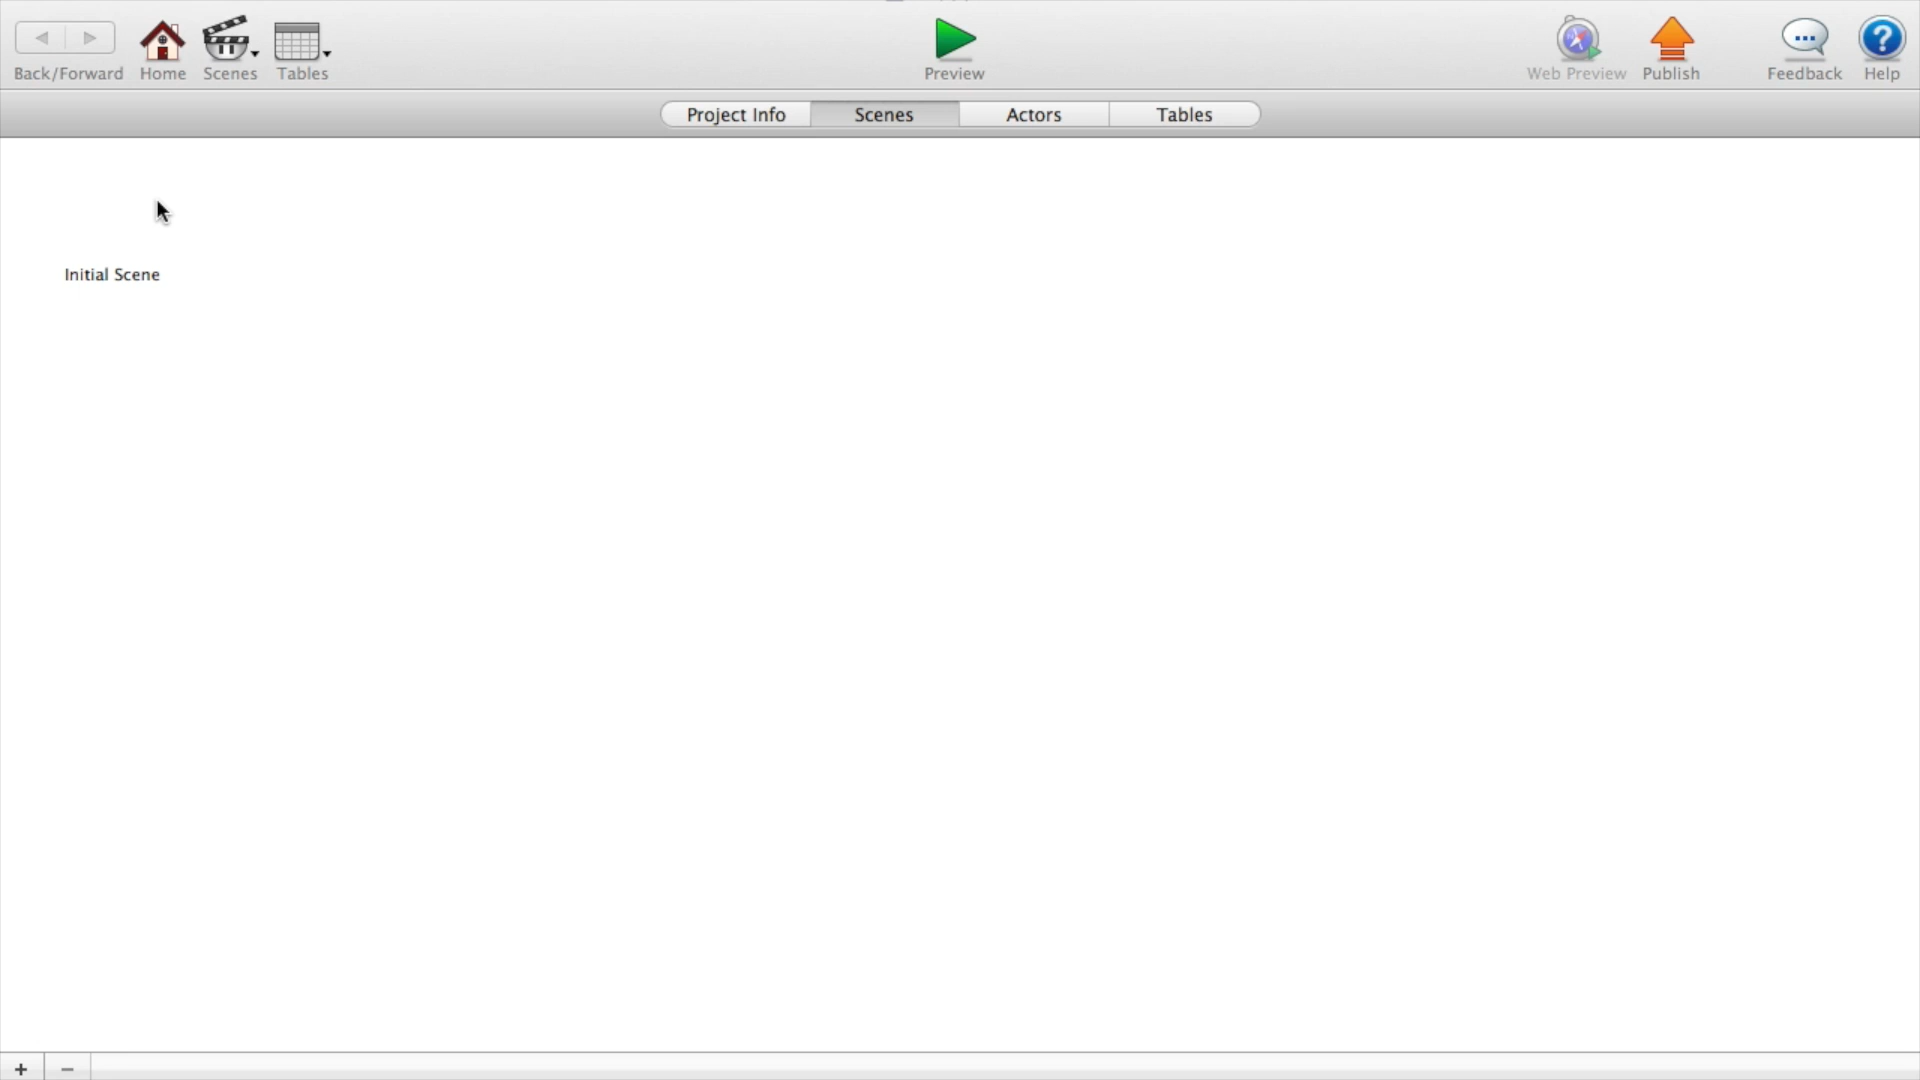 Back/Forward Home Scenes Tables Preview Web Preview Publish Feedback Help
Project Info Scenes Actors Tables
Initial Scene